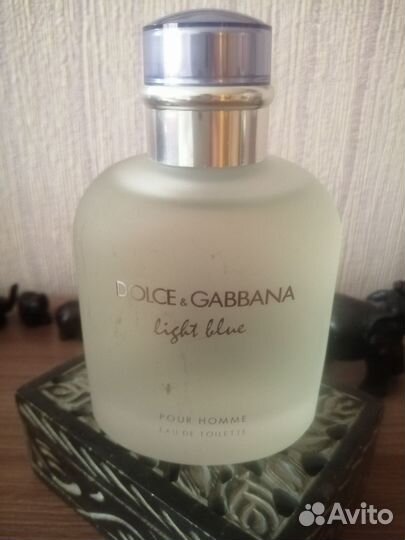 DOLCE & GABBANA
light blue
POUR HOMME
EAU DE TOILETTE
Avito